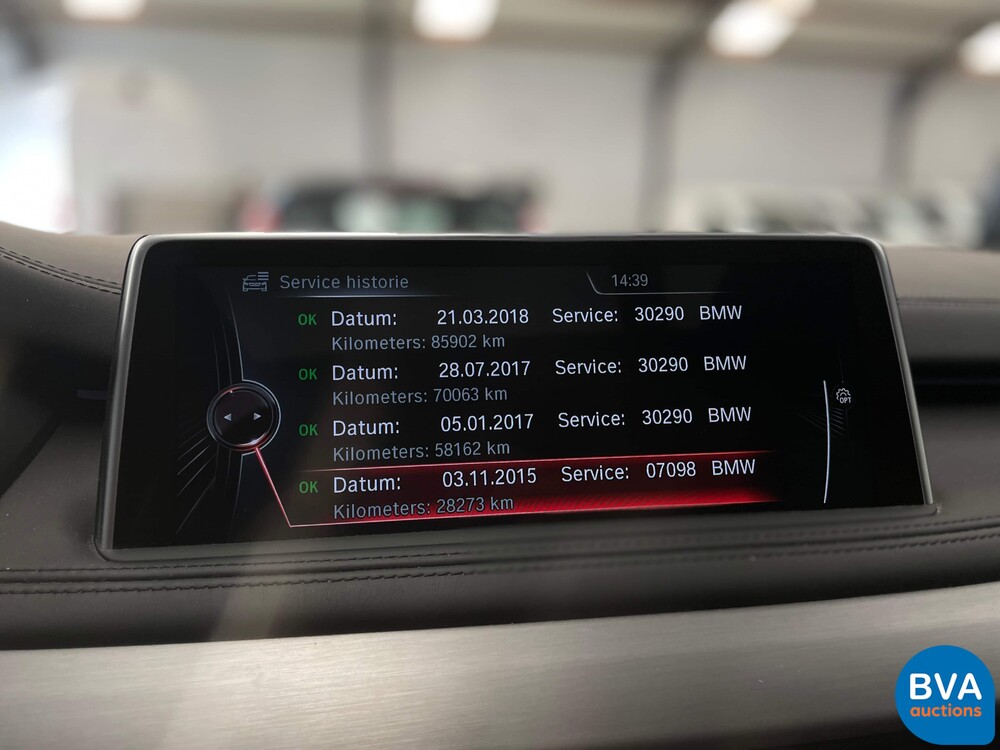 Service historie 14:39
OK Datum: 21.03.2018 Service: 30290 BMW
Kilometers: 85902 km
OK Datum: 28.07.2017 Service: 30290 BMW
Kilometers: 70063 km
OK Datum: 05.01.2017 Service: 30290 BMW
Kilometers: 58162 km
OK Datum: 03.11.2015 Service: 07098 BMW
Kilometers: 28273 km
OPT
BVA
auctions